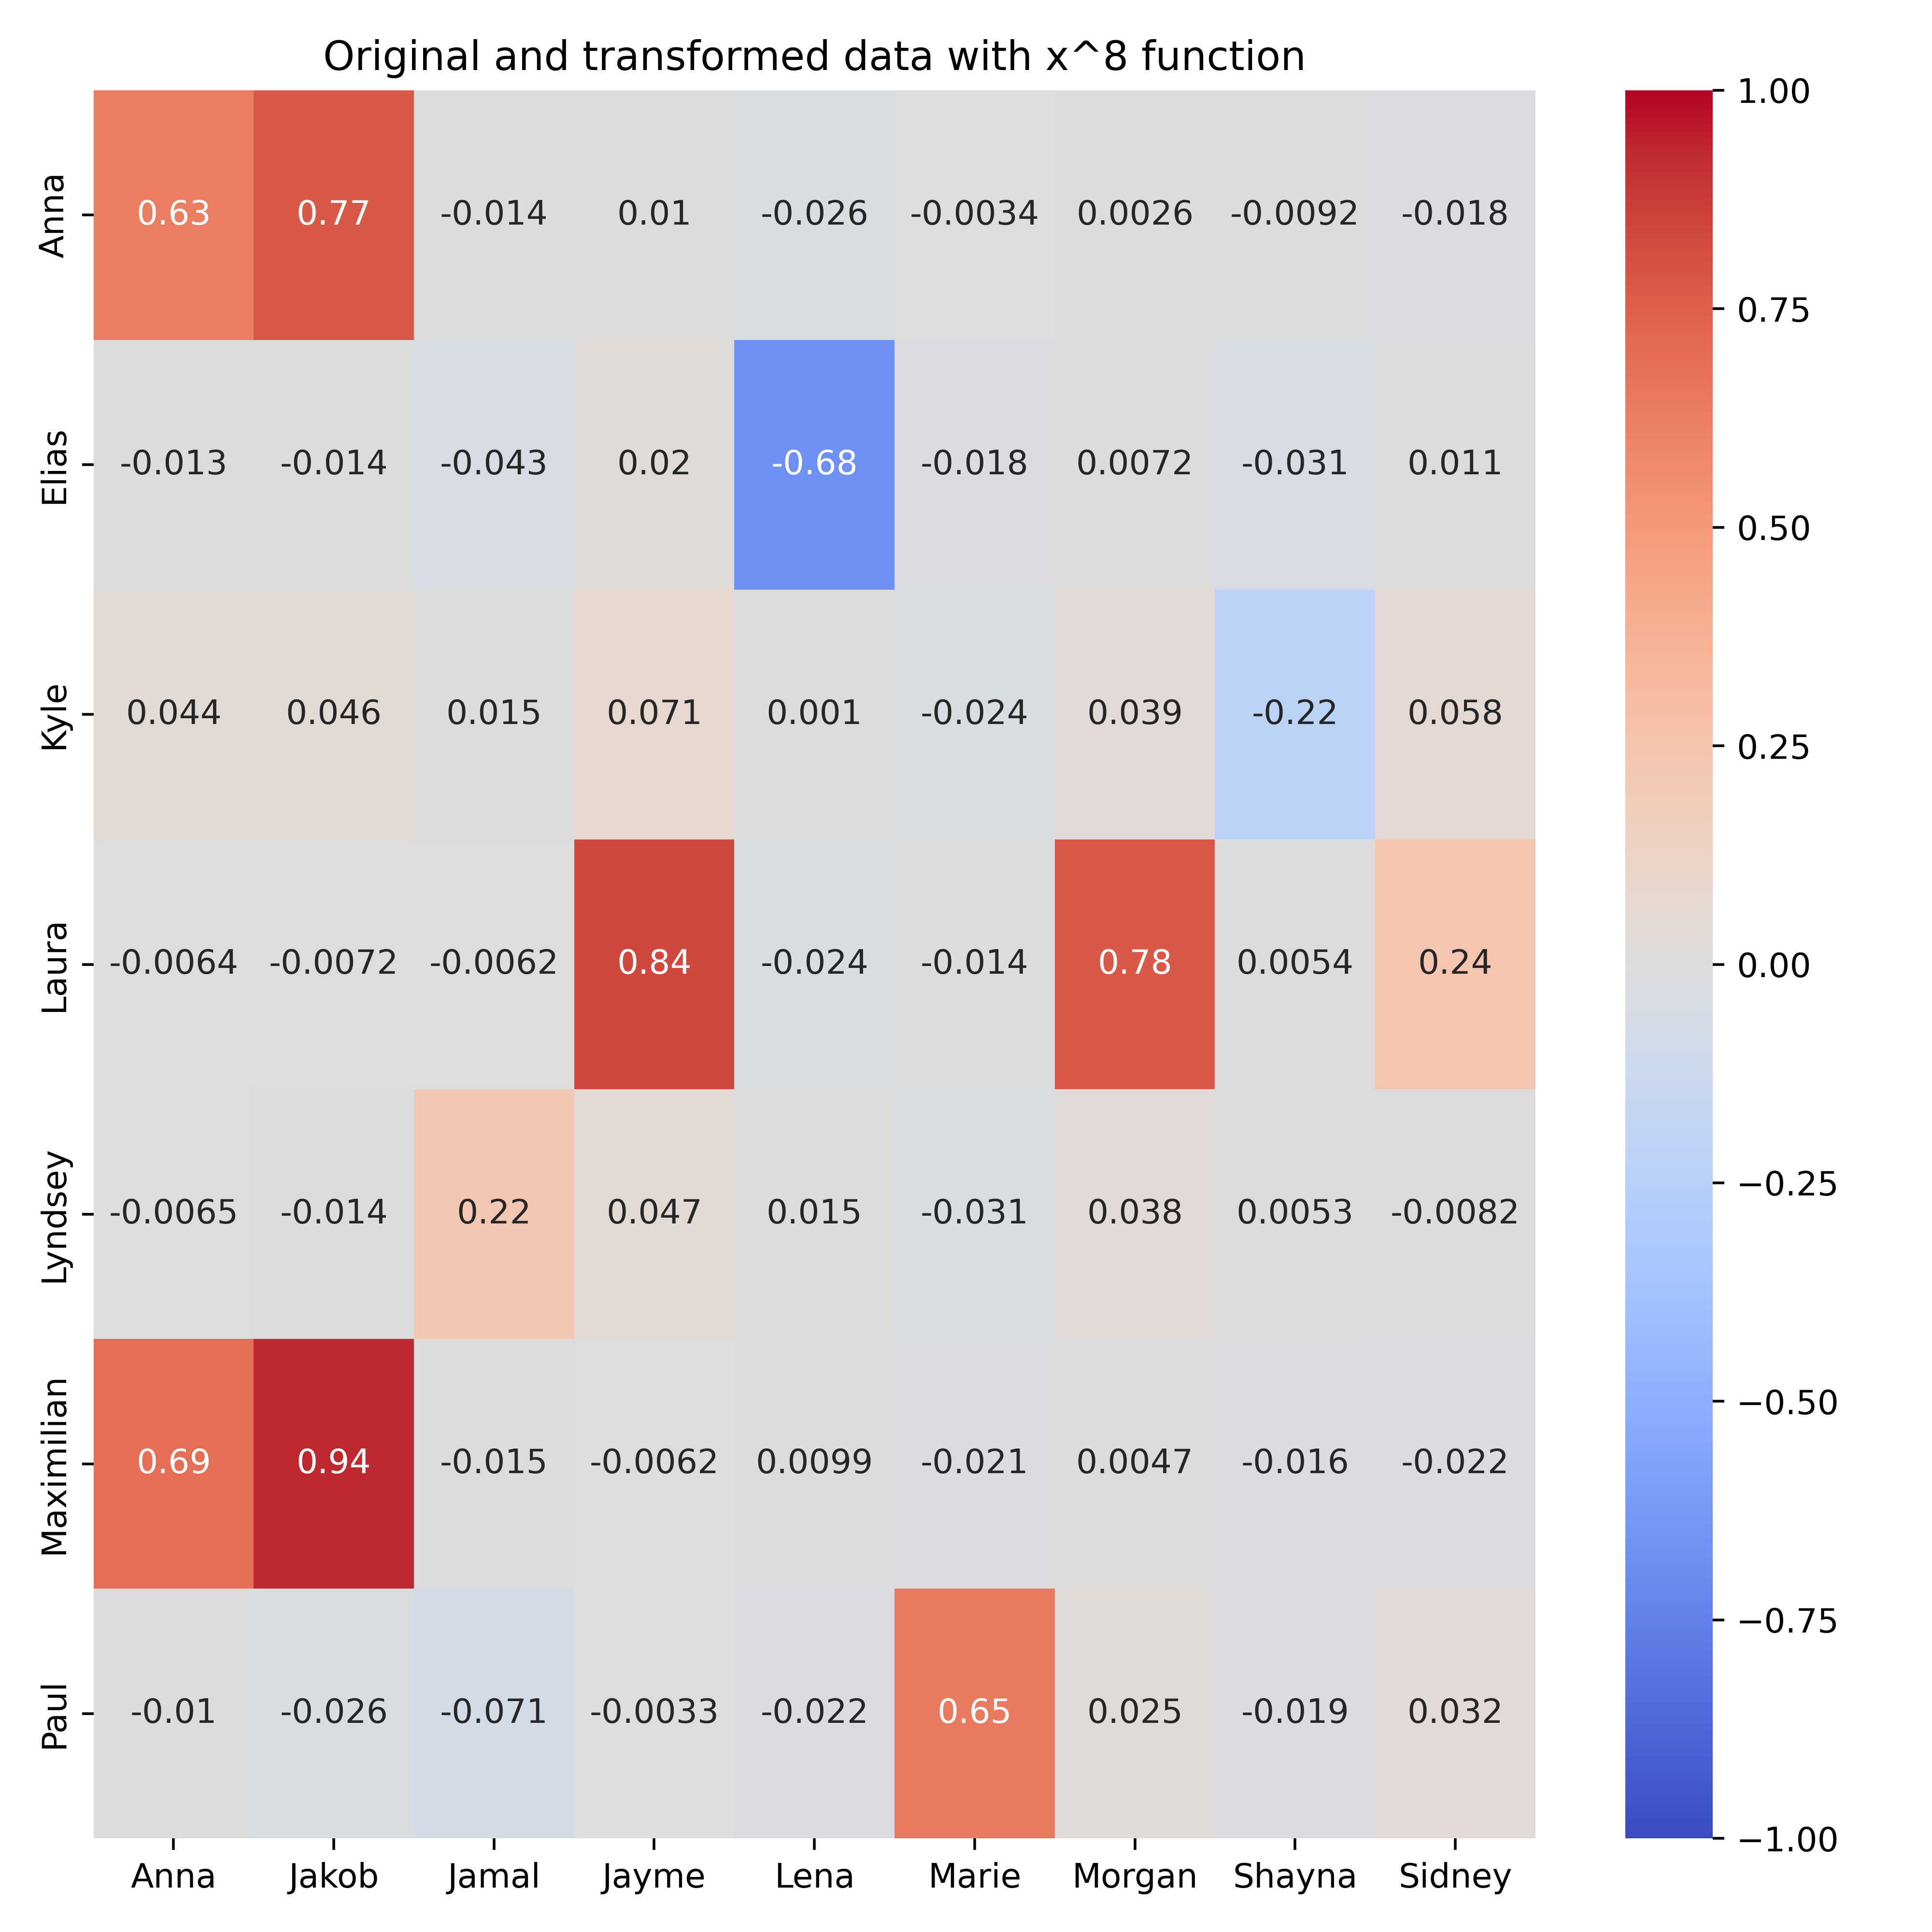 Original and transformed data with x^8 function
Anna 0.63 0.77 -0.014 0.01 -0.026 -0.0034 0.0026 -0.0092 -0.018
Elias -0.013 -0.014 -0.043 0.02 -0.68 -0.018 0.0072 -0.031 0.011
Kyle 0.044 0.046 0.015 0.071 0.001 -0.024 0.039 -0.22 0.058
Laura -0.0064 -0.0072 -0.0062 0.84 -0.024 -0.014 0.78 0.0054 0.24
Lyndsey -0.0065 -0.014 0.22 0.047 0.015 -0.031 0.038 0.0053 -0.0082
Maximilian 0.69 0.94 -0.015 -0.0062 0.0099 -0.021 0.0047 -0.016 -0.022
Paul -0.01 -0.026 -0.071 -0.0033 -0.022 0.65 0.025 -0.019 0.032
Anna Jakob Jamal Jayme Lena Marie Morgan Shayna Sidney
1.00
0.75
0.50
0.25
0.00
−0.25
−0.50
−0.75
−1.00